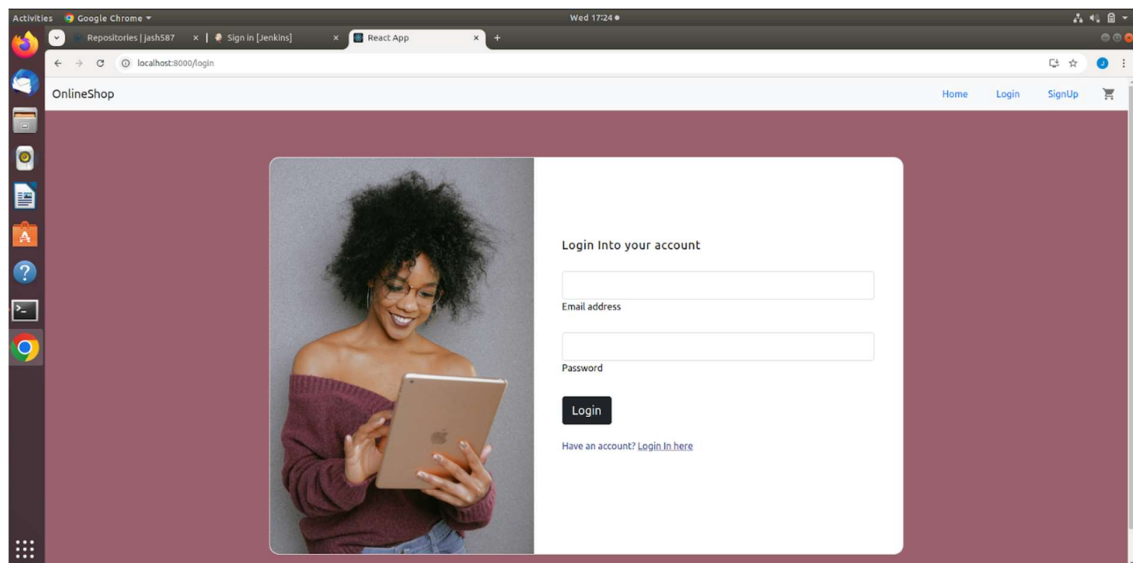 Activities Google Chrome Wed 17:24
Repositories | jash587 Sign in [Jenkins] React App
localhost:8000/login
OnlineShop Home Login SignUp
Login Into your account
Email address
Password
Login
Have an account? Login In here